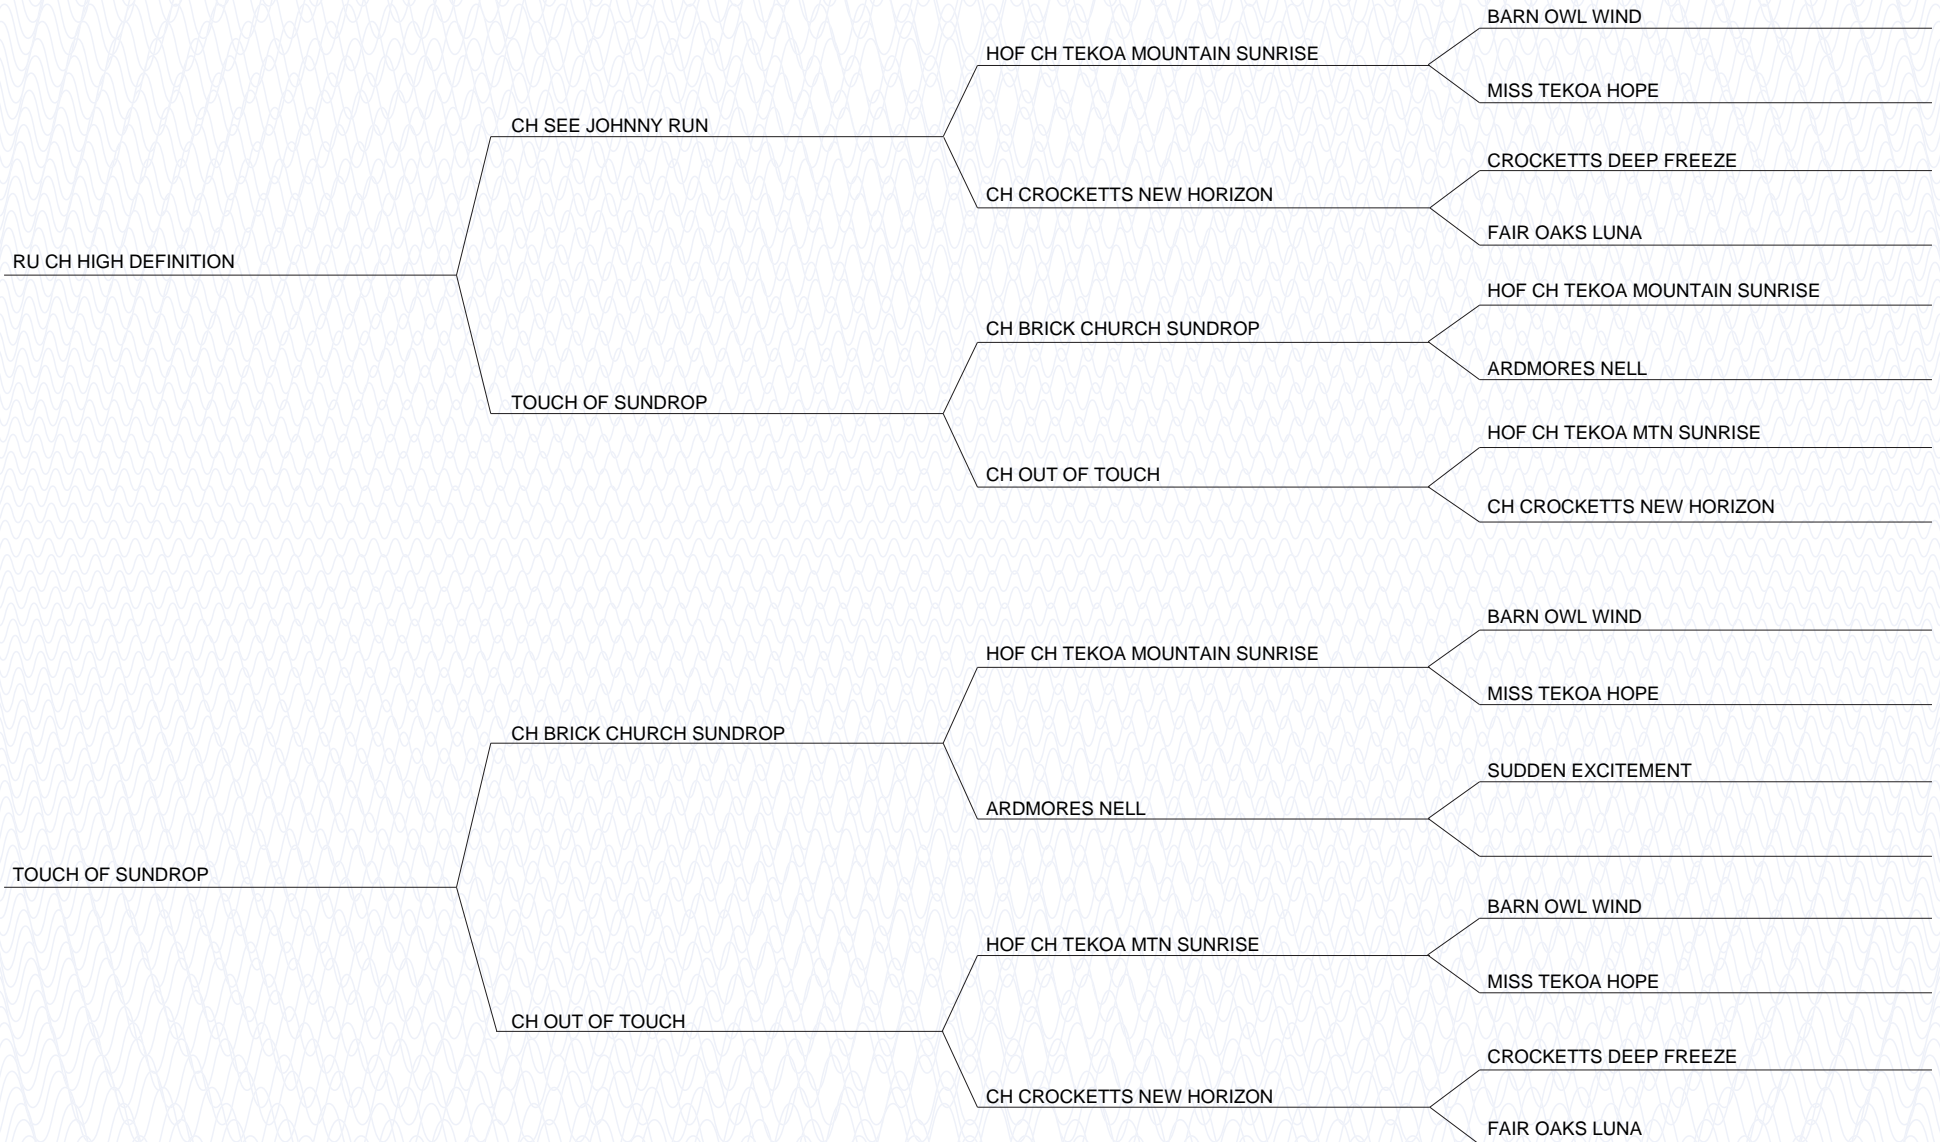 BARN OWL WIND
HOF CH TEKOA MOUNTAIN SUNRISE
MISS TEKOA HOPE
CH SEE JOHNNY RUN
CROCKETTS DEEP FREEZE
CH CROCKETTS NEW HORIZON
FAIR OAKS LUNA
RU CH HIGH DEFINITION
HOF CH TEKOA MOUNTAIN SUNRISE
CH BRICK CHURCH SUNDROP
ARDMORES NELL
TOUCH OF SUNDROP
HOF CH TEKOA MTN SUNRISE
CH OUT OF TOUCH
CH CROCKETTS NEW HORIZON
BARN OWL WIND
HOF CH TEKOA MOUNTAIN SUNRISE
MISS TEKOA HOPE
CH BRICK CHURCH SUNDROP
SUDDEN EXCITEMENT
ARDMORES NELL
TOUCH OF SUNDROP
BARN OWL WIND
HOF CH TEKOA MTN SUNRISE
MISS TEKOA HOPE
CH OUT OF TOUCH
CROCKETTS DEEP FREEZE
CH CROCKETTS NEW HORIZON
FAIR OAKS LUNA